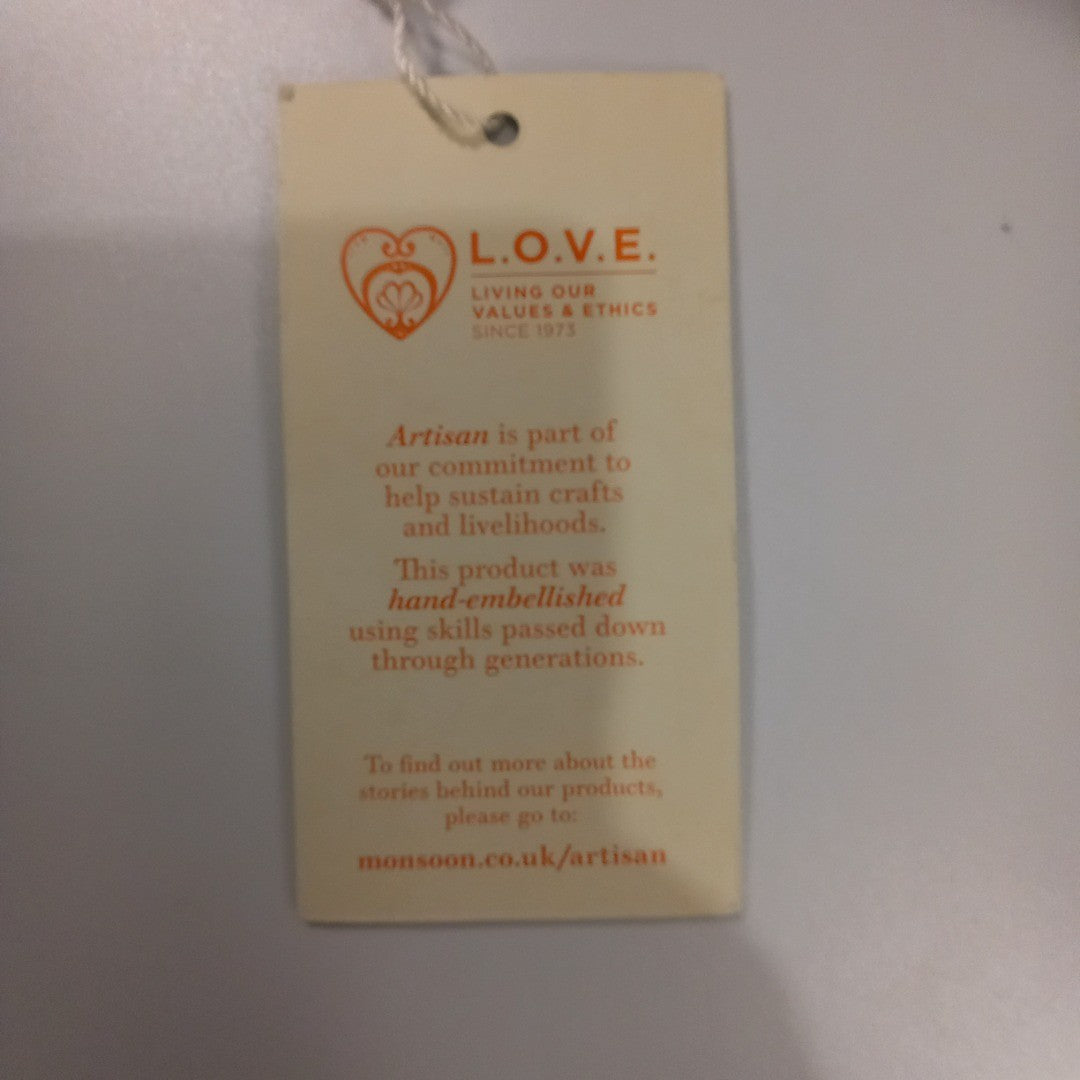 L.O.V.E.
LIVING OUR
VALUES & ETHICS
SINCE 1973
Artisan is part of
our commitment to
help sustain crafts
and livelihoods.
This product was
hand-embellished
using skills passed down
through generations.
To find out more about the
stories behind our products,
please go to:
monsoon.co.uk/artisan